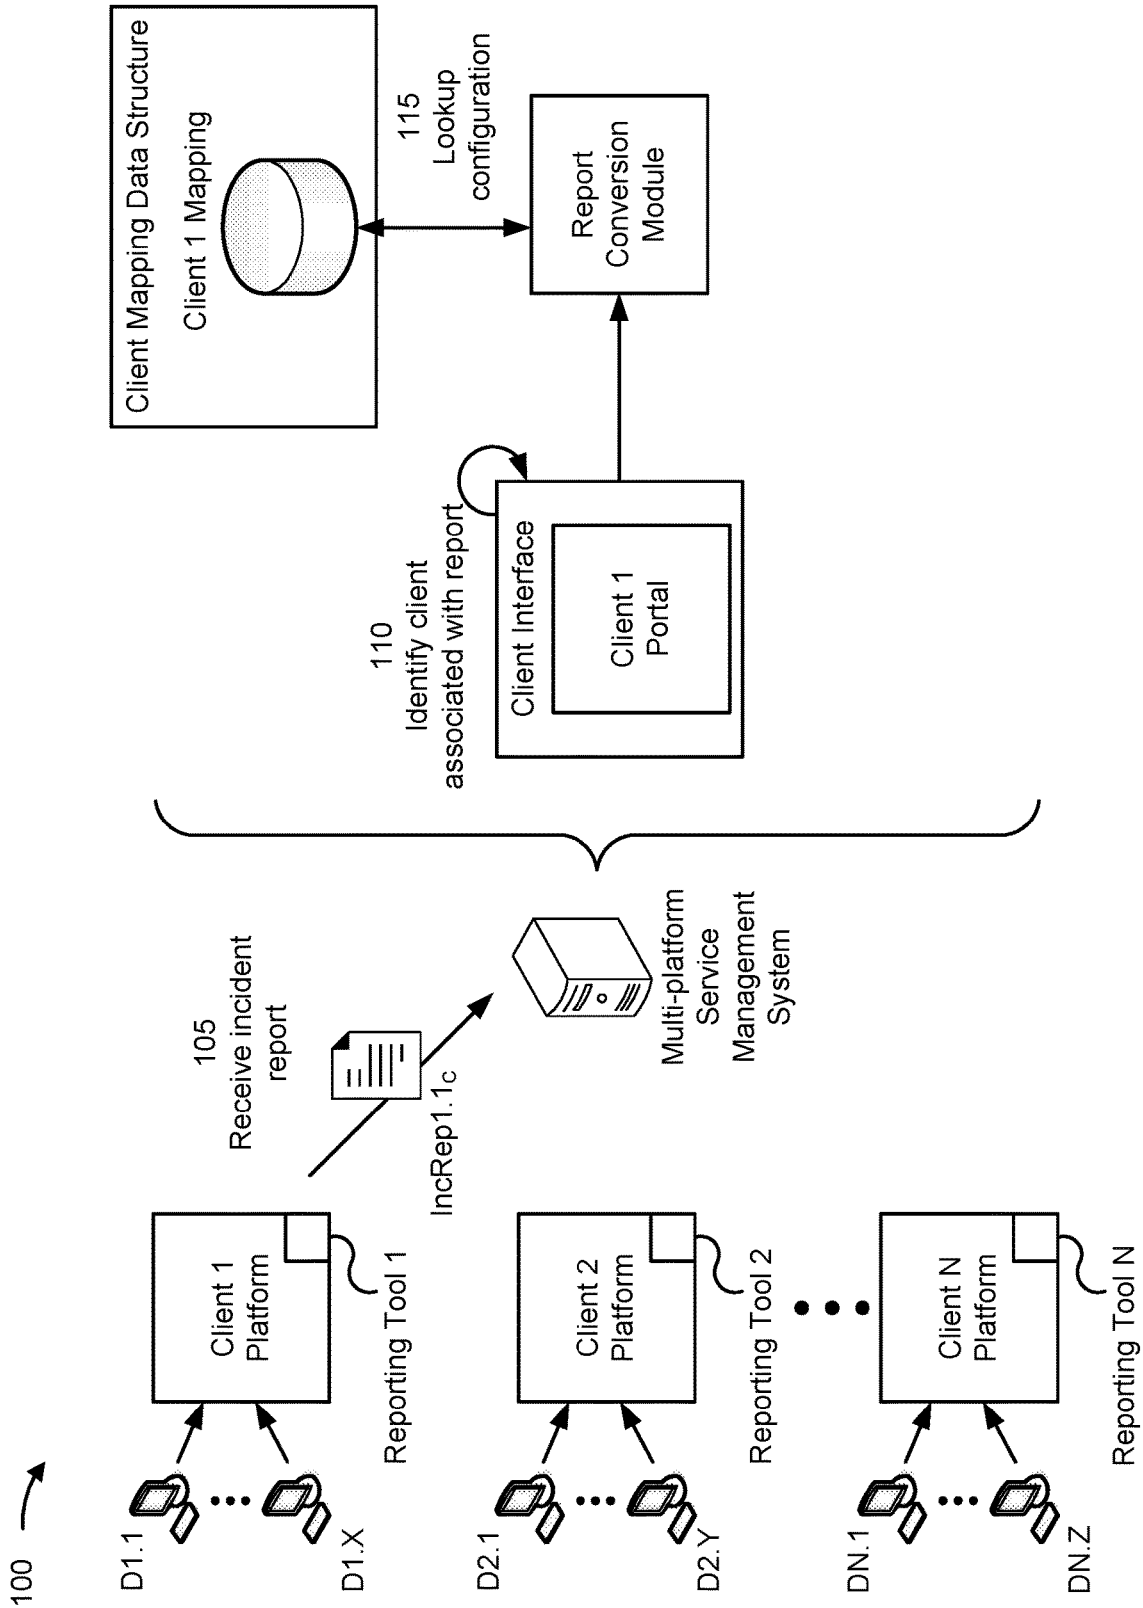 100
D1.1
D1.X
Client 1
Platform
Reporting Tool 1
D2.1
D2.Y
Client 2
Platform
Reporting Tool 2
DN.1
DN.Z
Client N
Platform
Reporting Tool N
105
Receive incident
report
IncRep1.1C
Multi-platform
Service
Management
System
110
Identify client
associated with report
Client Interface
Client 1
Portal
Client Mapping Data Structure
Client 1 Mapping
115
Lookup
configuration
Report
Conversion
Module